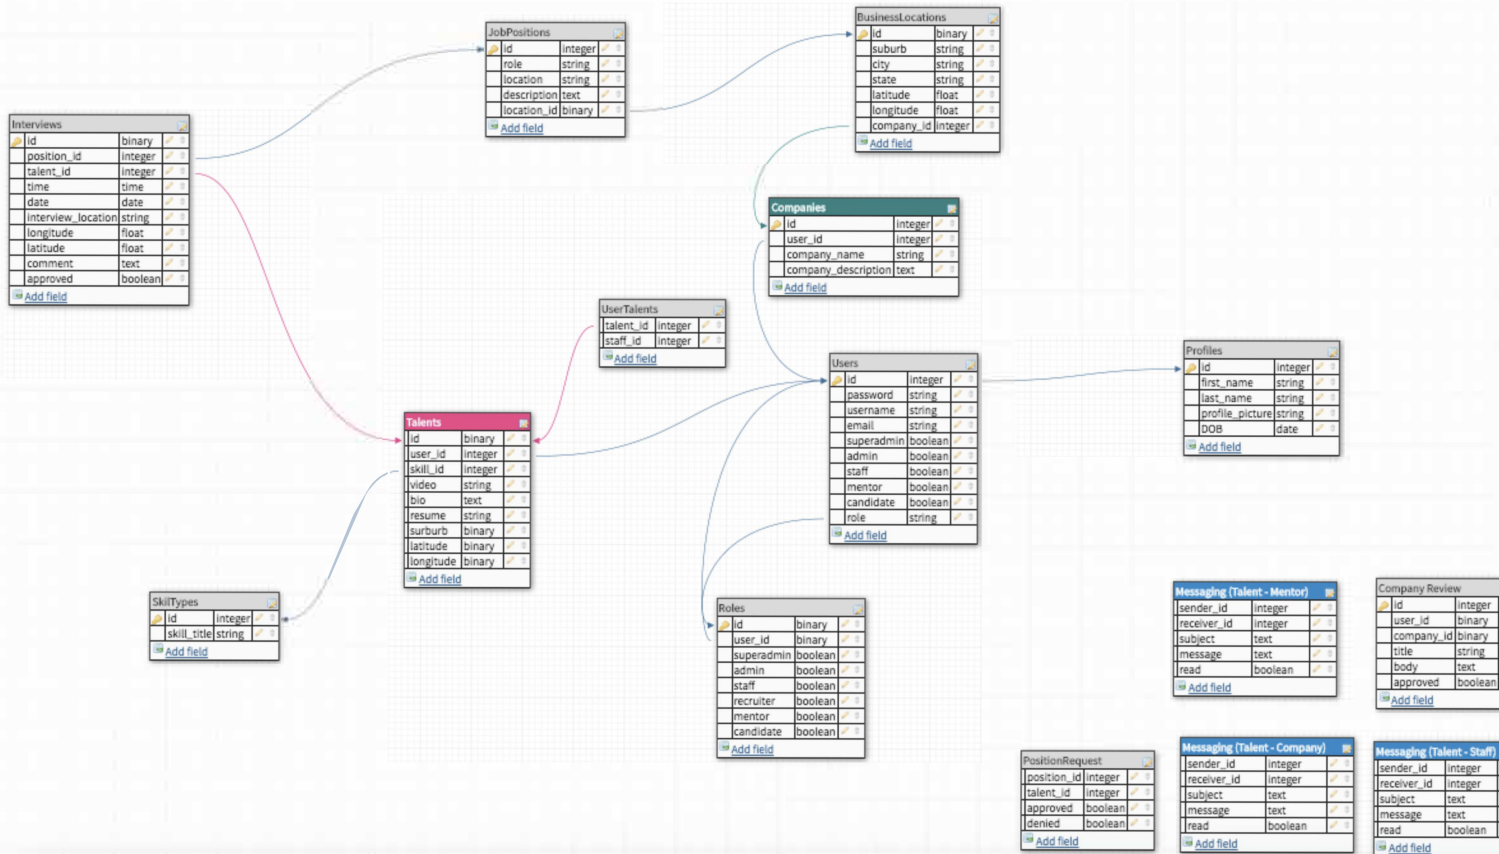 JobPositions
id integer
role string
location string
description text
location_id binary
Add field
BusinessLocations
id binary
suburb string
city string
state string
latitude float
longitude float
company_id integer
Add field
Interviews
id binary
position_id integer
talent_id integer
time time
date date
interview_location string
longitude float
latitude float
comment text
approved boolean
Add field
Companies
id integer
user_id integer
company_name string
company_description text
Add field
UserTalents
talent_id integer
staff_id integer
Add field
Users
id integer
password string
username string
email string
superadmin boolean
admin boolean
staff boolean
mentor boolean
candidate boolean
role string
Add field
Profiles
id integer
first_name string
last_name string
profile_picture string
DOB date
Add field
Talents
id binary
user_id integer
skill_id integer
video string
bio text
resume string
surburb binary
latitude binary
longitude binary
Add field
SkilTypes
id integer
skill_title string
Add field
Roles
id binary
user_id binary
superadmin boolean
admin boolean
staff boolean
recruiter boolean
mentor boolean
candidate boolean
Add field
Messaging (Talent - Mentor)
sender_id integer
receiver_id integer
subject text
message text
read boolean
Add field
Company Review
id integer
user_id binary
company_id binary
title string
body text
approved boolean
Add field
PositionRequest
position_id integer
talent_id integer
approved boolean
denied boolean
Add field
Messaging (Talent - Company)
sender_id integer
receiver_id integer
subject text
message text
read boolean
Add field
Messaging (Talent - Staff)
sender_id integer
receiver_id integer
subject text
message text
read boolean
Add field